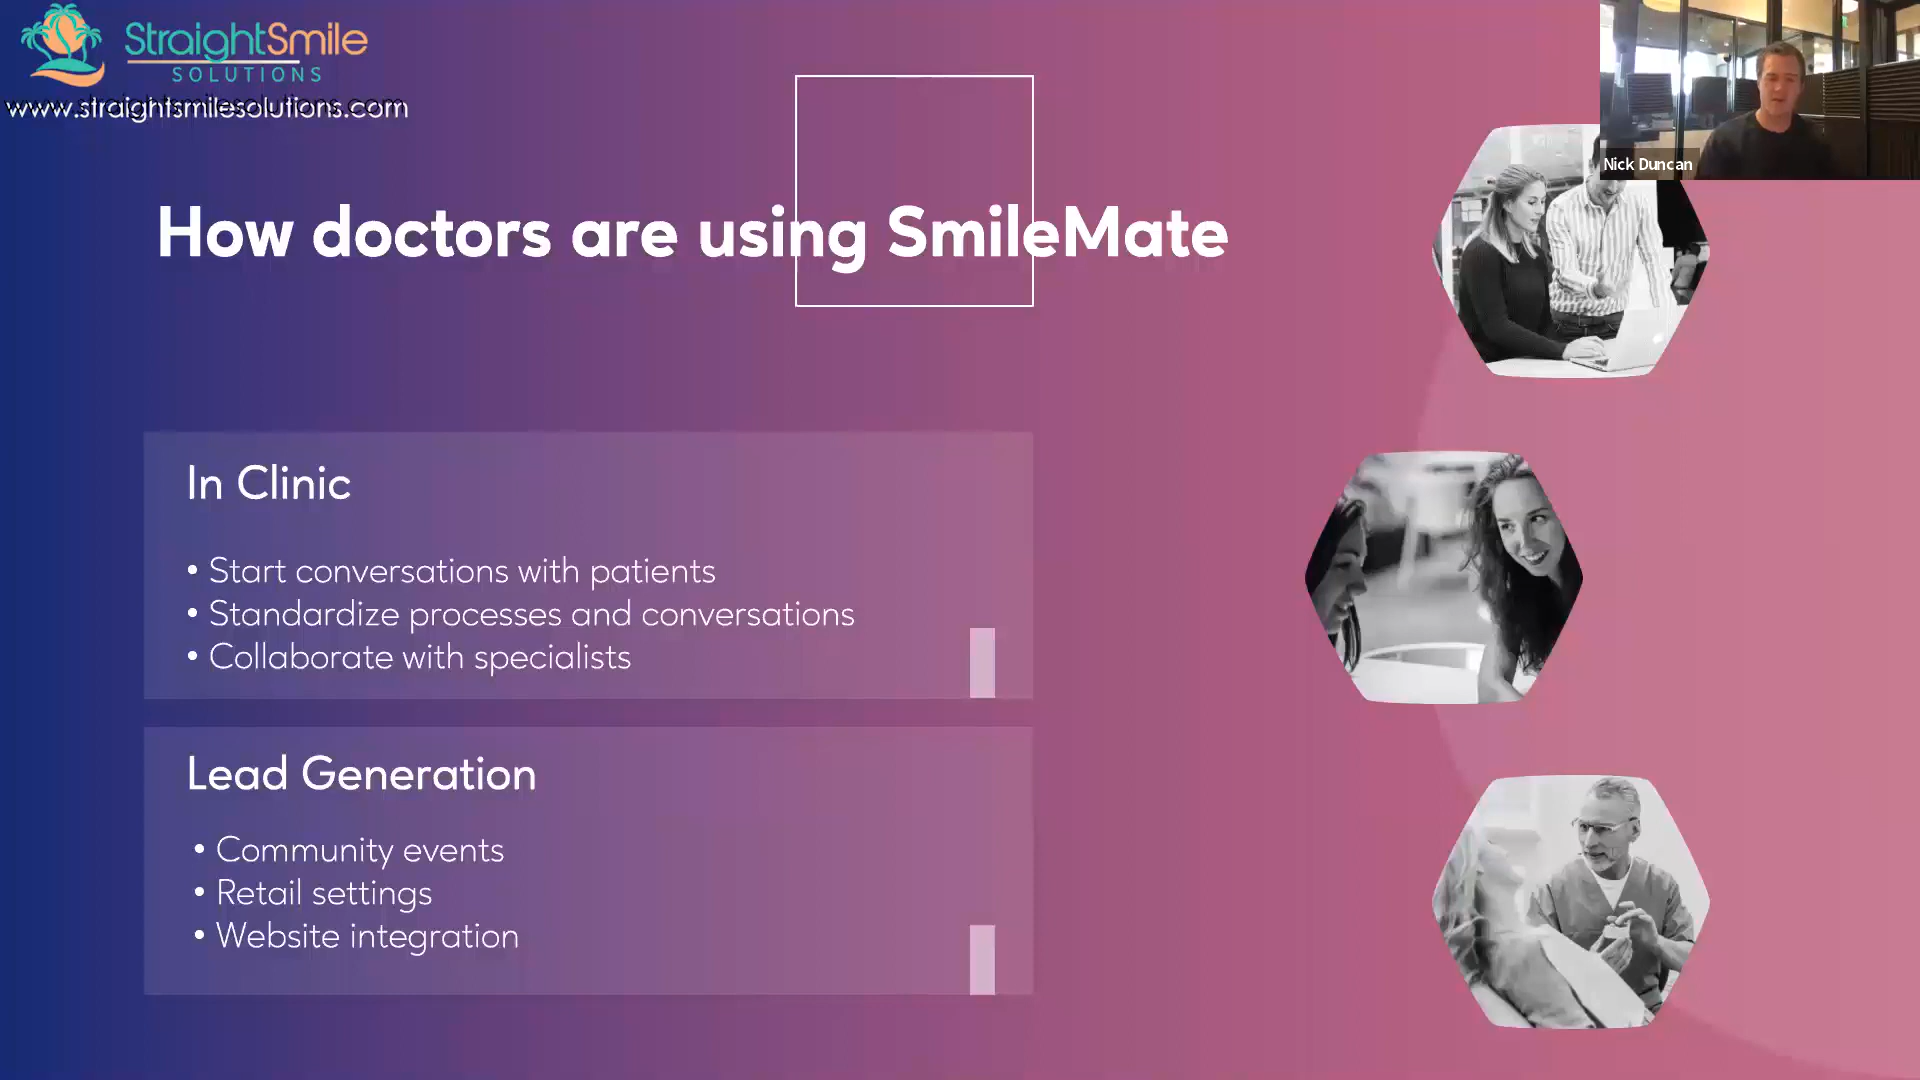 StraightSmile
SOLUTIONS
www.straightsmilesolutions.com
Nick Duncan
How doctors are using SmileMate
In Clinic
• Start conversations with patients
• Standardize processes and conversations
• Collaborate with specialists
Lead Generation
• Community events
• Retail settings
• Website integration